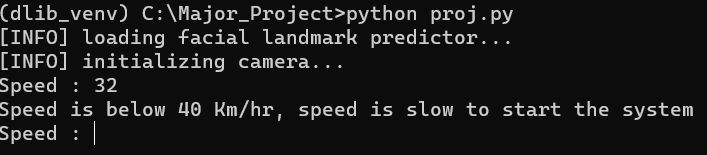 (dlib_venv) C:\Major_Project>python proj.py
[INFO] loading facial landmark predictor...
[INFO] initializing camera...
Speed : 32
Speed is below 40 Km/hr, speed is slow to start the system
Speed :